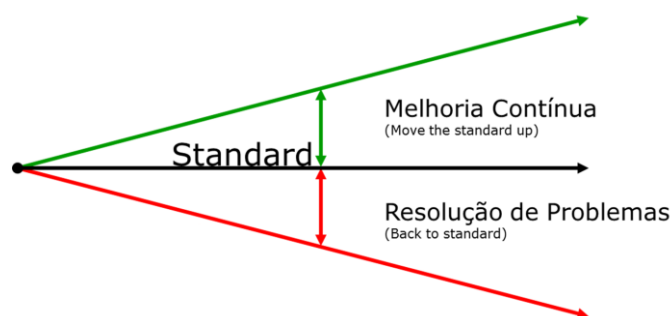 Melhoria Contínua
(Move the standard up)
Standard
Resolução de Problemas
(Back to standard)